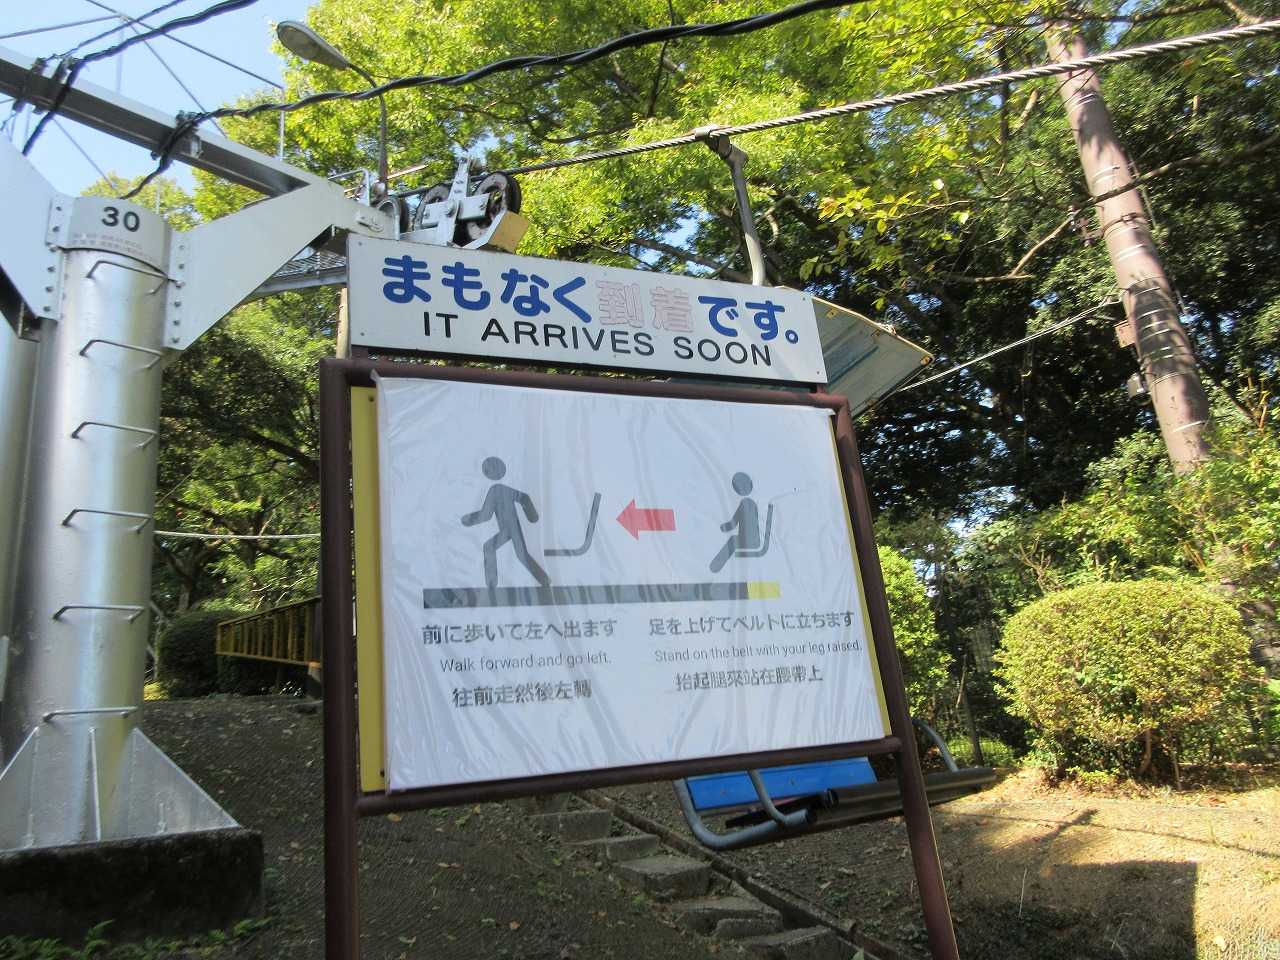 30
まもなく到着です。
IT ARRIVES SOON
前に歩いて左へ出ます
Walk forward and go left.
往前走然後左轉
足を上げてベルトに立ちます
Stand on the belt with your leg raised.
抬起腿來站在腰帶上